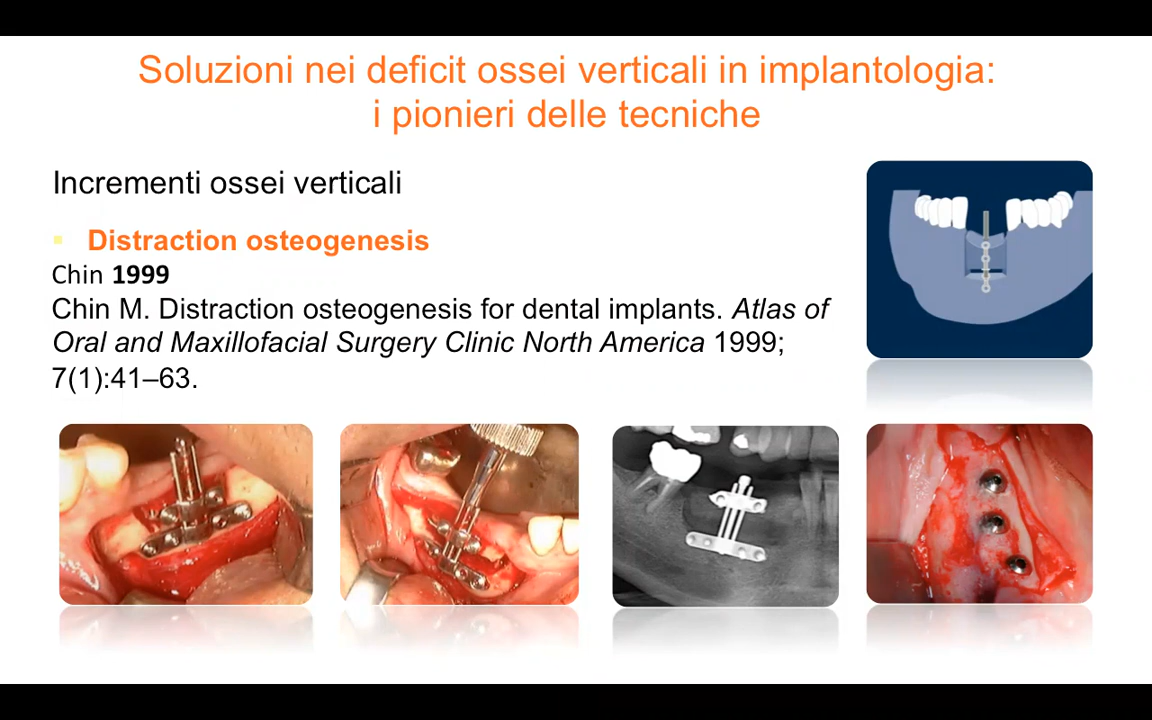 Soluzioni nei deficit ossei verticali in implantologia:
i pionieri delle tecniche
Incrementi ossei verticali
Distraction osteogenesis
Chin 1999
Chin M. Distraction osteogenesis for dental implants. Atlas of
Oral and Maxillofacial Surgery Clinic North America 1999;
7(1):41–63.